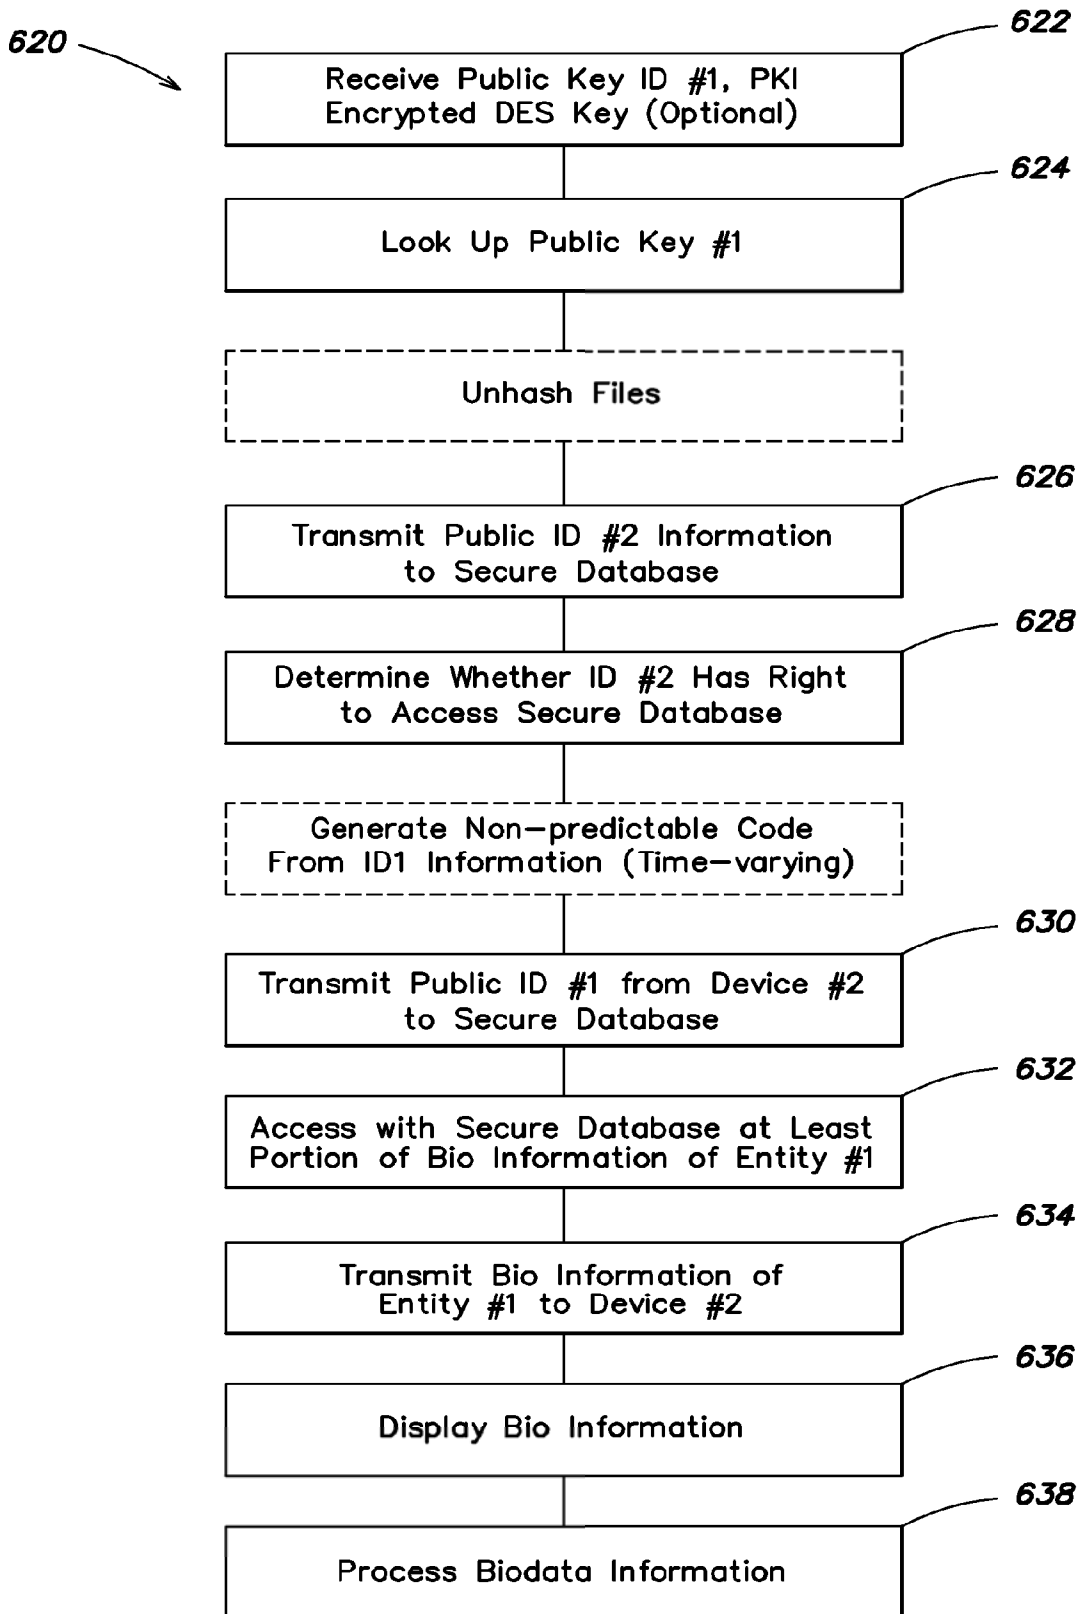 620
622
Receive Public Key ID #1, PKI
Encrypted DES Key (Optional)
624
Look Up Public Key #1
Unhash Files
626
Transmit Public ID #2 Information
to Secure Database
628
Determine Whether ID #2 Has Right
to Access Secure Database
Generate Non-predictable Code
From ID1 Information (Time-varying)
630
Transmit Public ID #1 from Device #2
to Secure Database
632
Access with Secure Database at Least
Portion of Bio Information of Entity #1
634
Transmit Bio Information of
Entity #1 to Device #2
636
Display Bio Information
638
Process Biodata Information